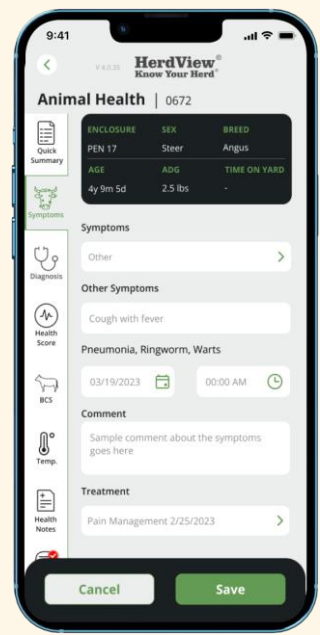 9:41
V 4.0.35
HerdView®
Know Your Herd®
Animal Health | 0672
ENCLOSURE SEX BREED
PEN 17 Steer Angus
AGE ADG TIME ON YARD
4y 9m 5d 2.5 lbs -
Quick
Summary
Symptoms
Diagnosis
Health
Score
BCS
Temp.
Health
Notes
Symptoms
Other
Other Symptoms
Cough with fever
Pneumonia, Ringworm, Warts
03/19/2023 00:00 AM
Comment
Sample comment about the symptoms
goes here
Treatment
Pain Management 2/25/2023
Cancel Save